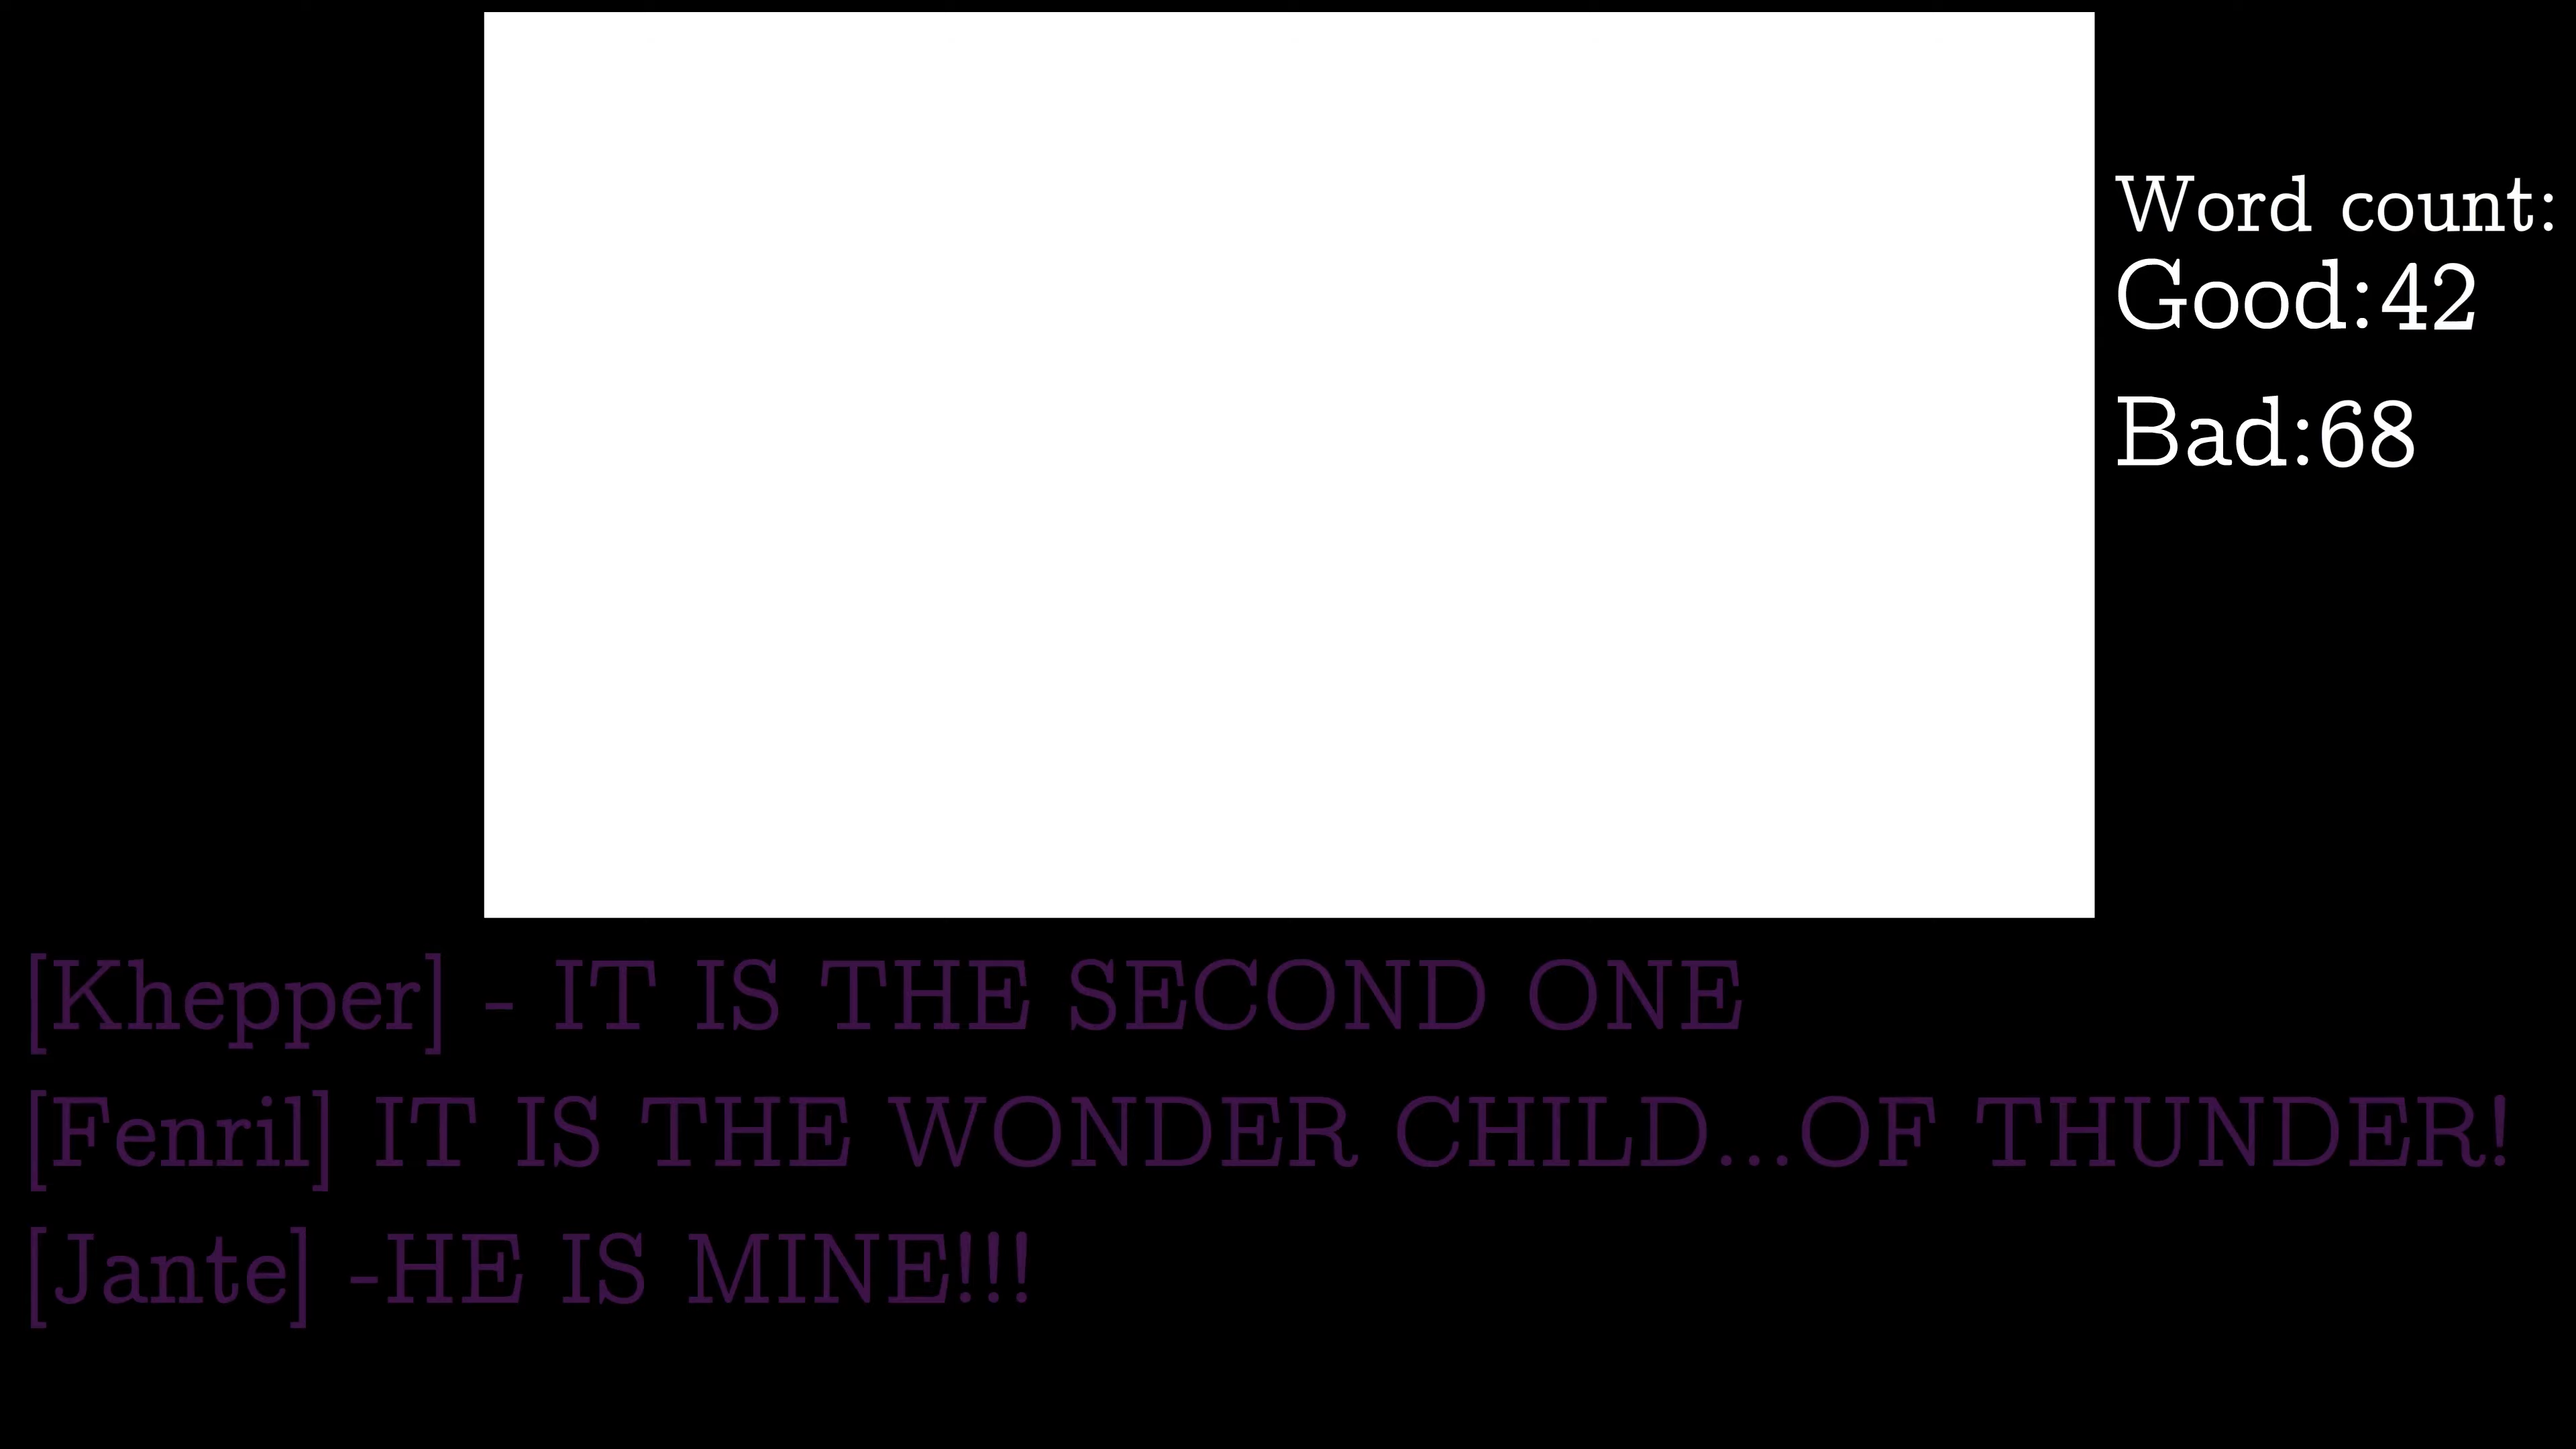 Word count:
Good:42
Bad:68
[Khepper] - IT IS THE SECOND ONE
[Fenril] IT IS THE WONDER CHILD...OF THUNDER!
[Jante] -HE IS MINE!!!